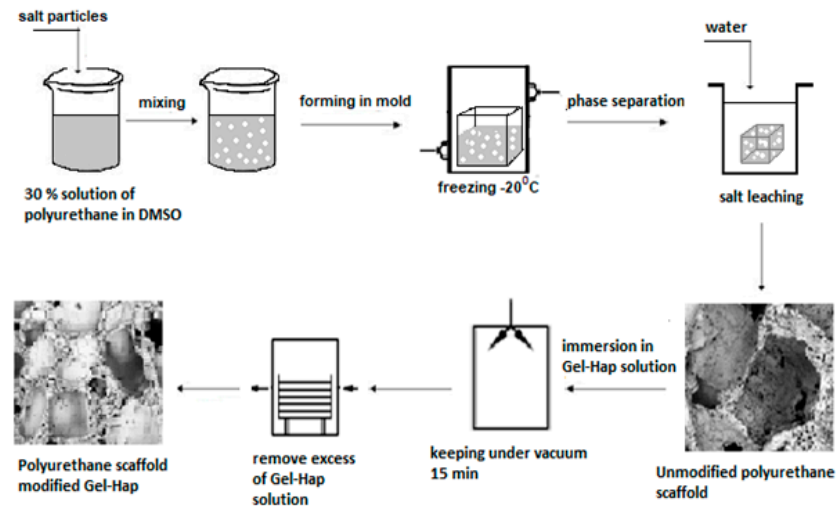 salt particles
water
mixing
forming in mold
phase separation
freezing -20⁰C
30 % solution of
polyurethane in DMSO
salt leaching
immersion in
Gel-Hap solution
Polyurethane scaffold
modified Gel-Hap
remove excess
of Gel-Hap
solution
keeping under vacuum
15 min
Unmodified polyurethane
scaffold